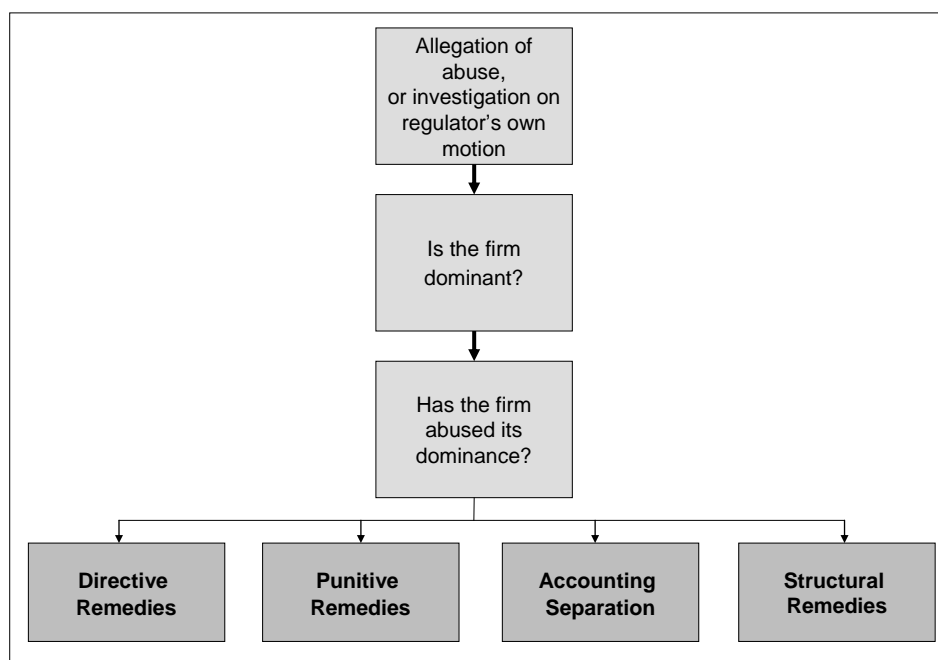 Allegation of
abuse,
or investigation on
regulator’s own
motion
Is the firm
dominant?
Has the firm
abused its
dominance?
Directive
Remedies
Punitive
Remedies
Accounting
Separation
Structural
Remedies